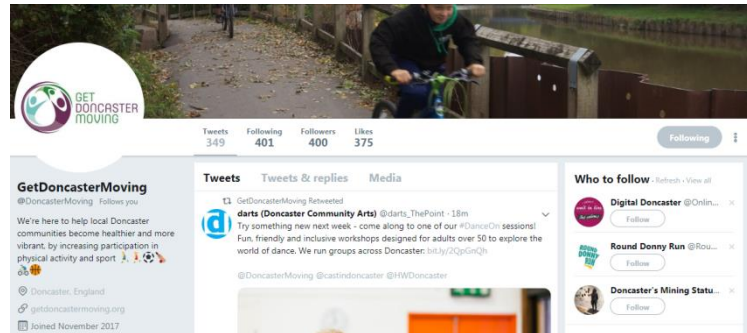 GET
DONCASTER
MOVING
Tweets Following Followers Likes
349 401 400 375
Following
GetDoncasterMoving
@DoncasterMoving Follows you
We're here to help local Doncaster
communities become healthier and more
vibrant, by increasing participation in
physical activity and sport
Doncaster, England
getdoncastermoving.org
Joined November 2017
Tweets Tweets & replies Media
GetDoncasterMoving Retweeted
darts (Doncaster Community Arts) @darts_ThePoint · 18m
Try something new next week - come along to one of our #DanceOn sessions!
Fun, friendly and inclusive workshops designed for adults over 50 to explore the
world of dance. We run groups across Doncaster: bit.ly/2QpGnQh
@DoncasterMoving @castindoncaster @HWDoncaster
Who to follow · Refresh · View all
Digital Doncaster @Onlin...
Follow
ROUND
DONNY
RUN
Round Donny Run @Rou...
Follow
Doncaster's Mining Statu...
Follow